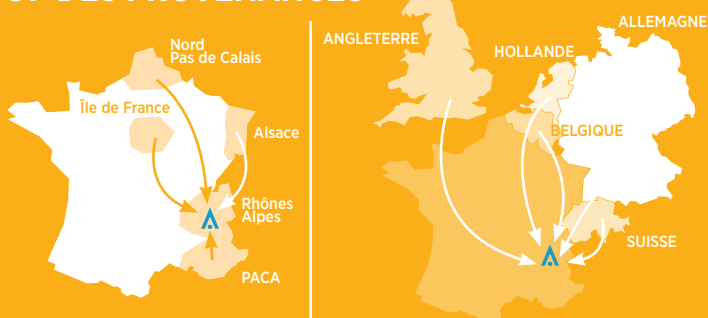 Nord
Pas de Calais
Île de France
Alsace
Rhônes
Alpes
PACA
ANGLETERRE
HOLLANDE
ALLEMAGNE
BELGIQUE
SUISSE